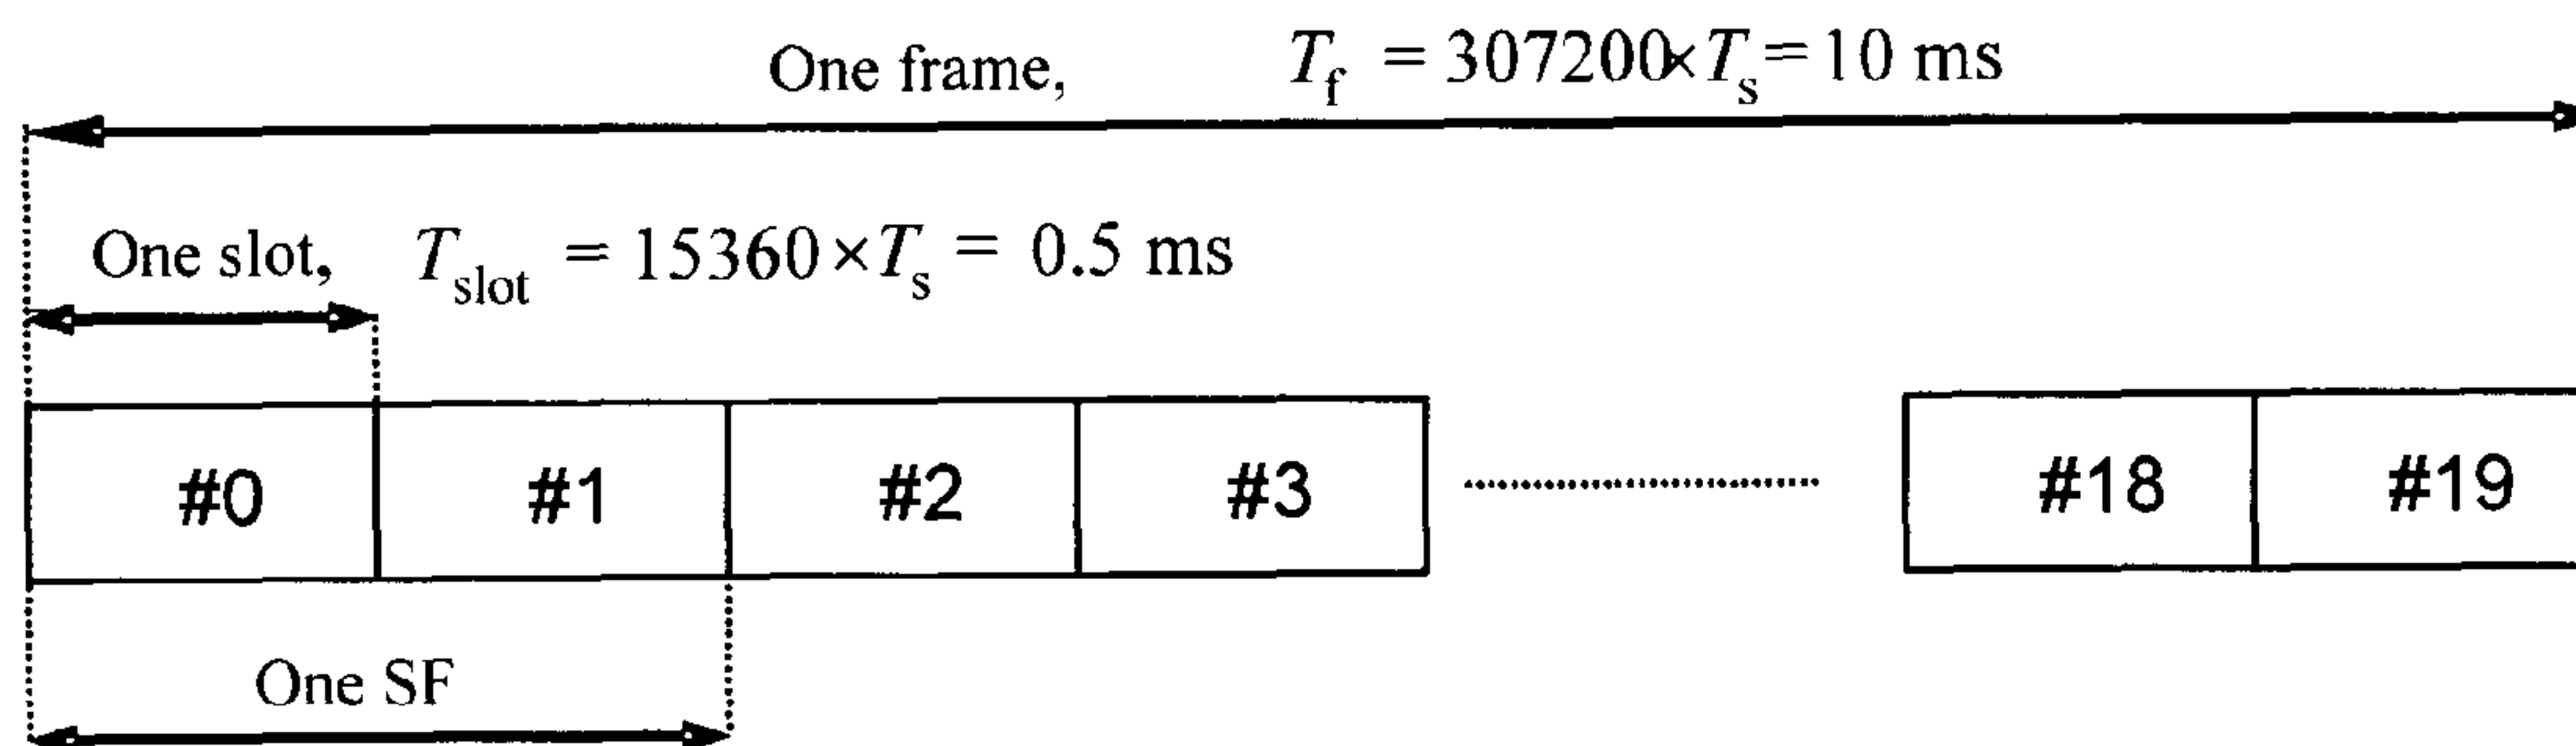 One frame, T_f = 307200×T_s = 10 ms
One slot, T_slot = 15360×T_s = 0.5 ms
#0 #1 #2 #3 #18 #19
One SF